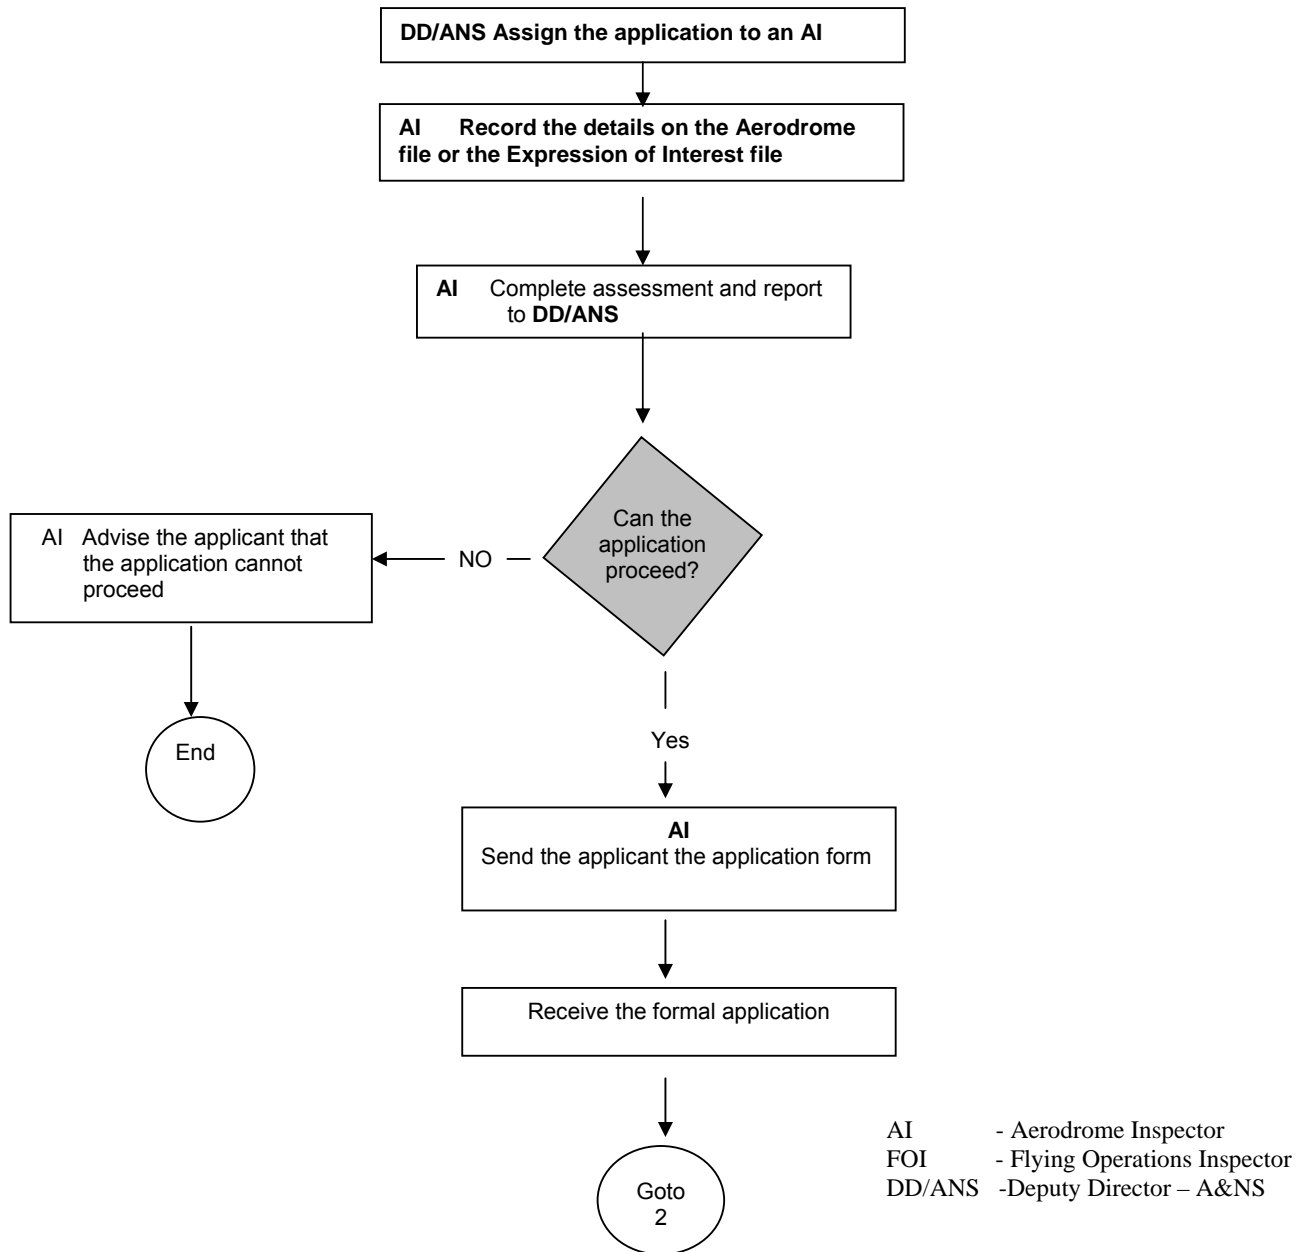 DD/ANS Assign the application to an AI
AI Record the details on the Aerodrome
file or the Expression of Interest file
AI Complete assessment and report
to DD/ANS
Can the
application
proceed?
NO
AI Advise the applicant that
the application cannot
proceed
End
Yes
AI
Send the applicant the application form
Receive the formal application
Goto
2
AI - Aerodrome Inspector
FOI - Flying Operations Inspector
DD/ANS -Deputy Director – A&NS